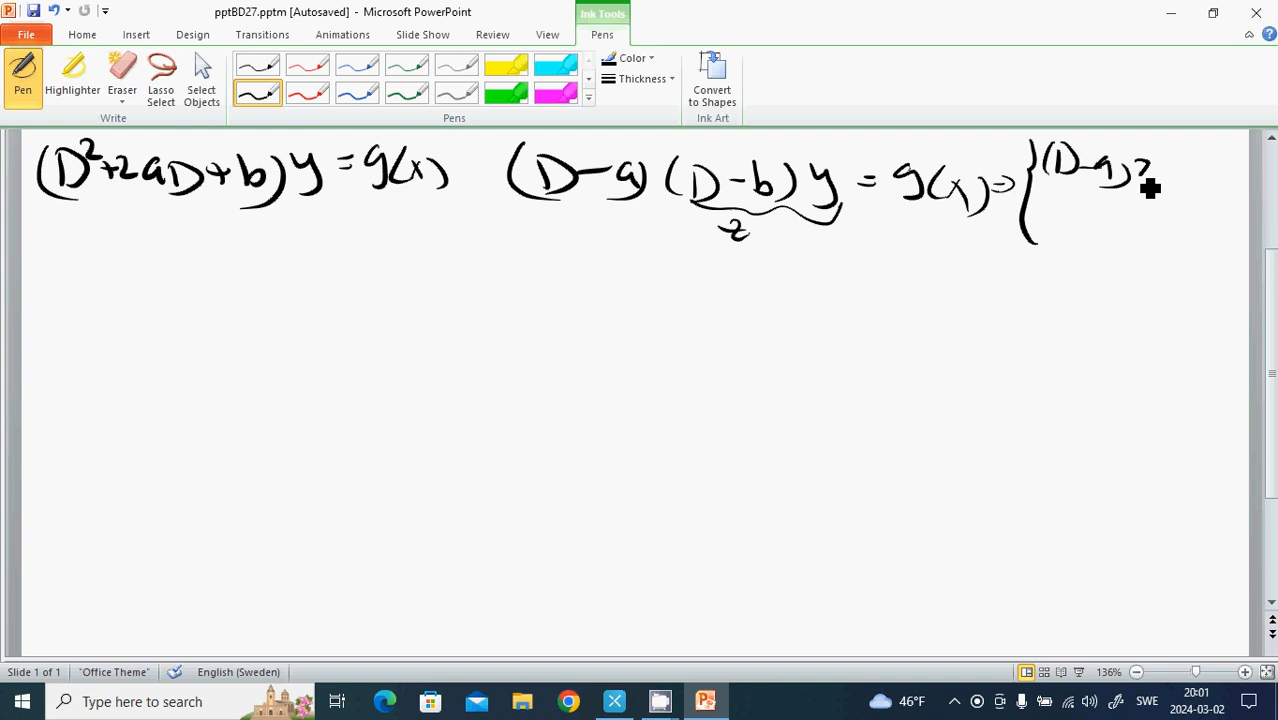 pptBD27.pptm [Autosaved] - Microsoft PowerPoint
Ink Tools
File Home Insert Design Transitions Animations Slide Show Review View Pens
Pen Highlighter Eraser Lasso Select Select Objects Color Thickness Convert to Shapes
Write Pens Ink Art
(D²+2aD+b)y=g(x) (D-a)(D-b)y=g(x)⇒{(D-a)z
z
Slide 1 of 1 "Office Theme" English (Sweden) 136%
Type here to search 46°F SWE 20:01
2024-03-02